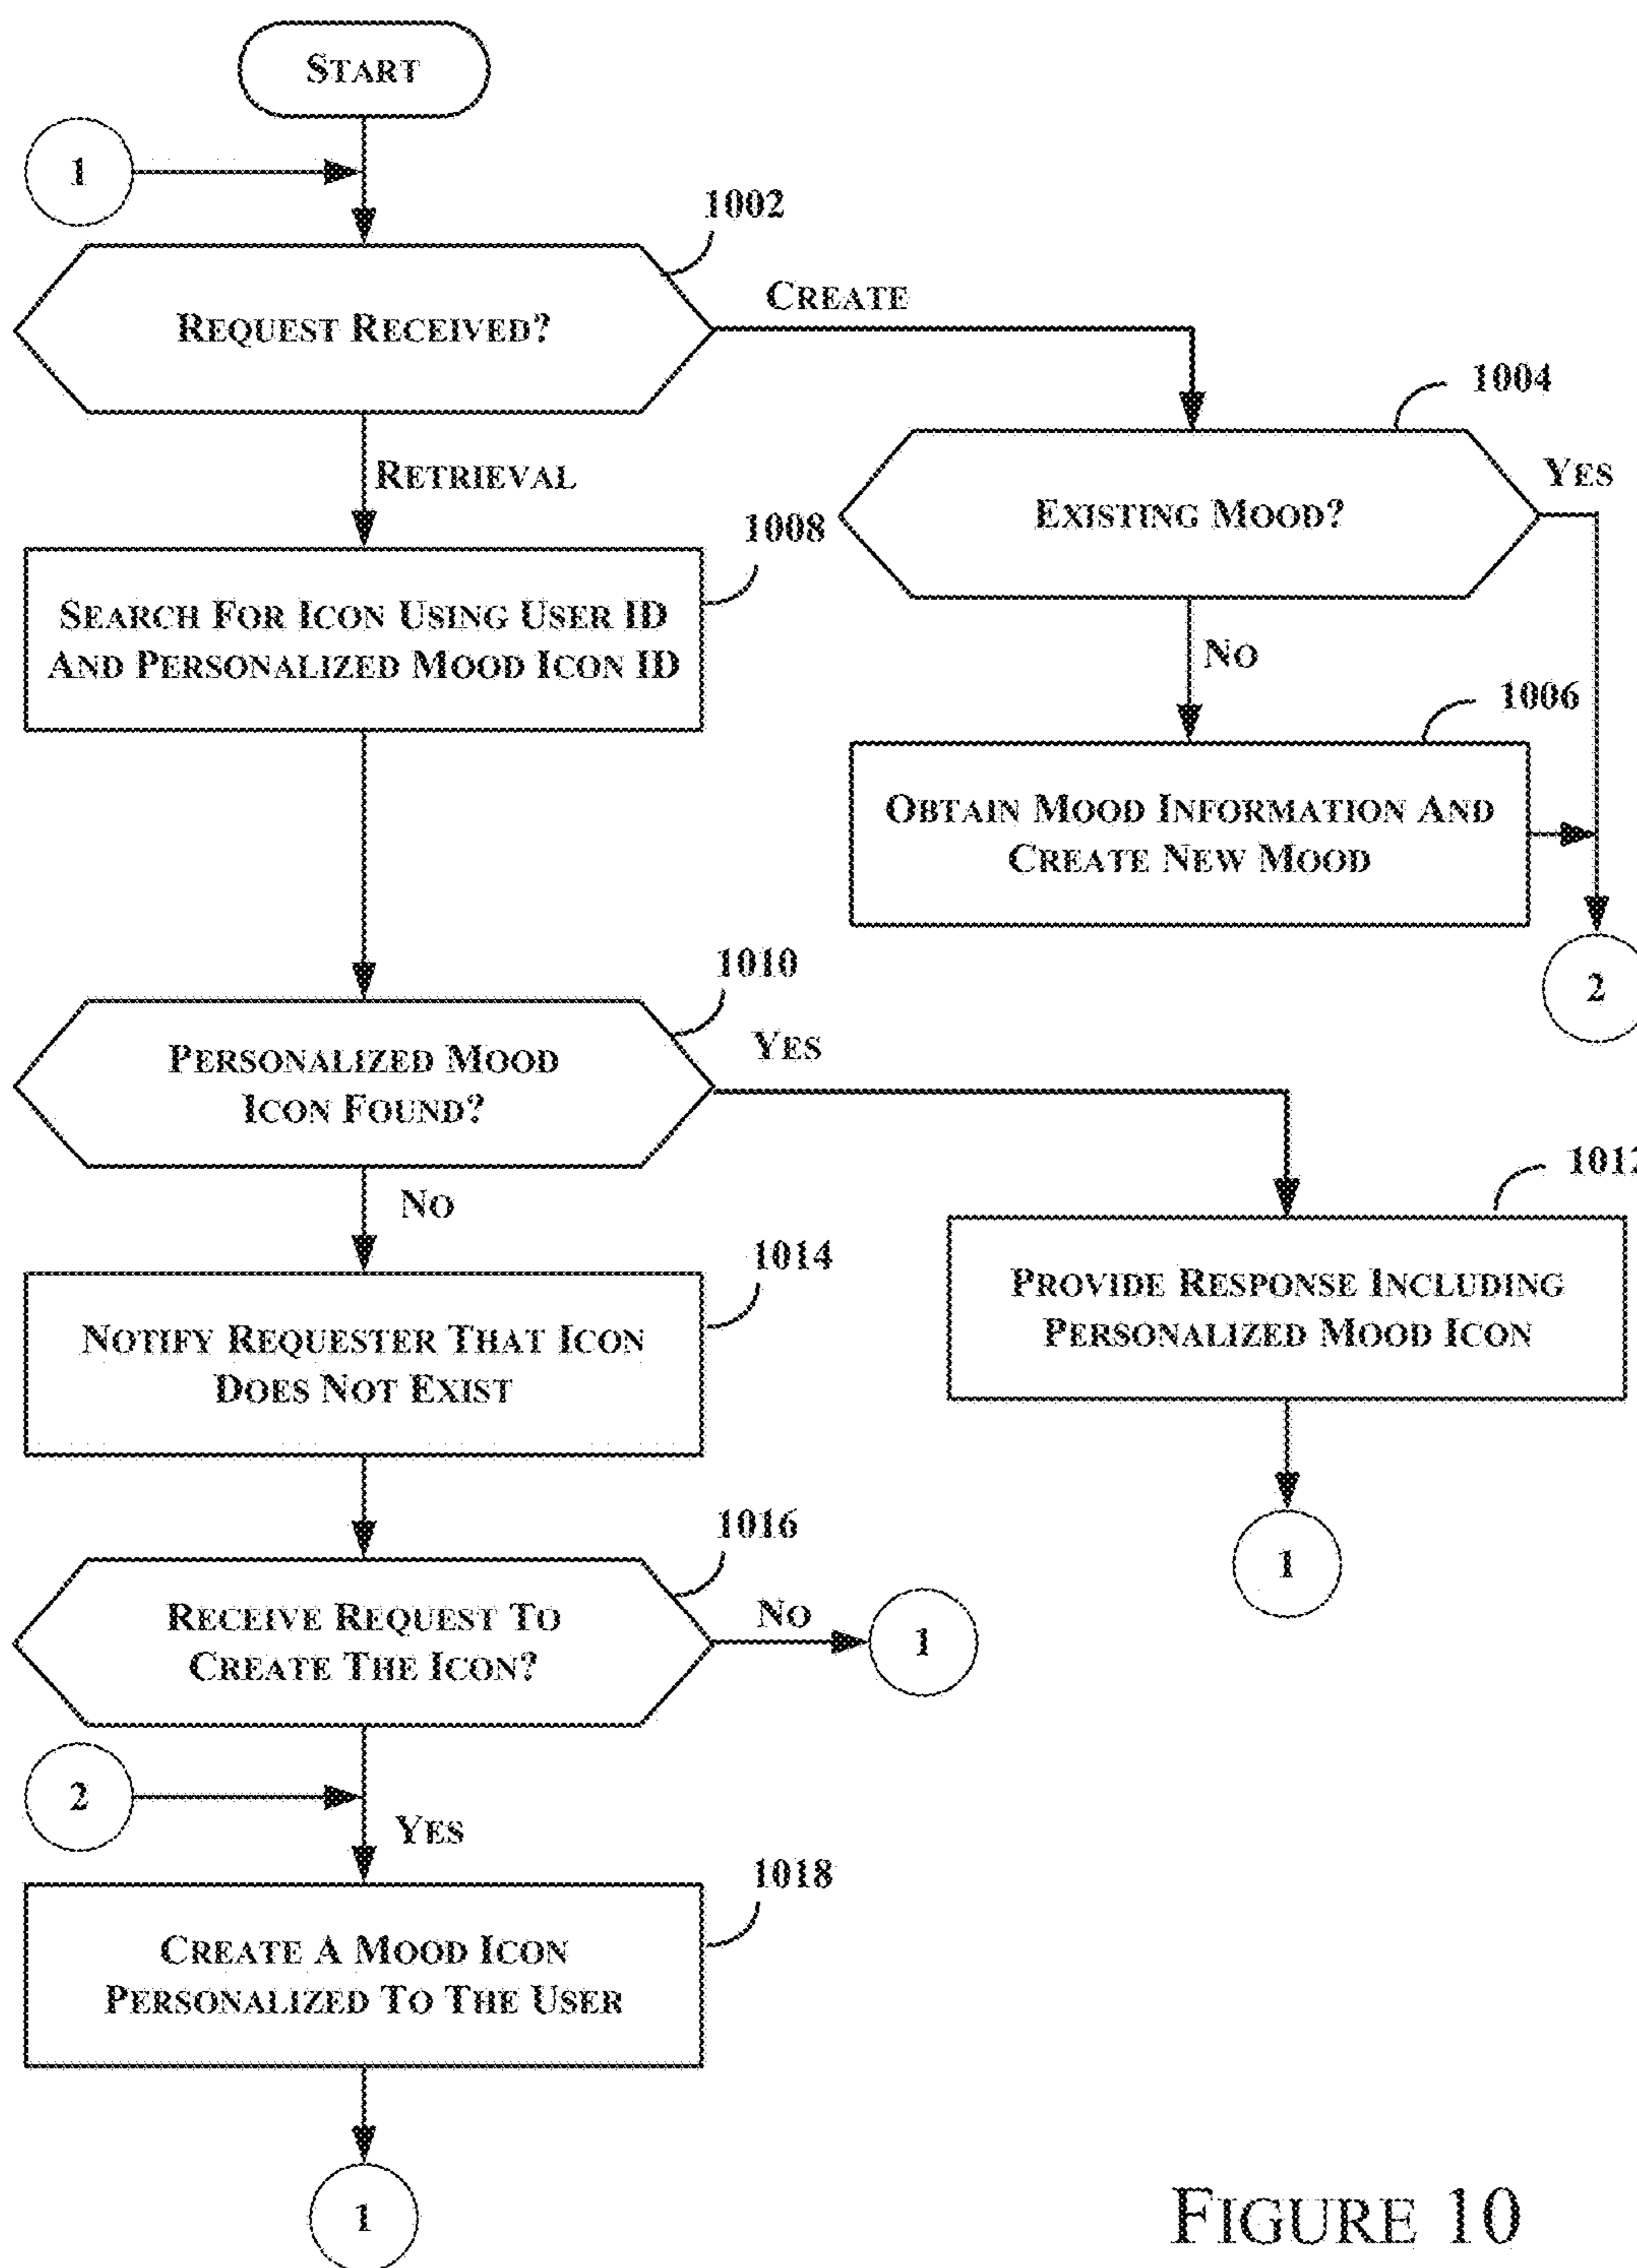 START
1
1002
REQUEST RECEIVED?
CREATE
1004
EXISTING MOOD?
YES
RETRIEVAL
1008
SEARCH FOR ICON USING USER ID
AND PERSONALIZED MOOD ICON ID
NO
1006
OBTAIN MOOD INFORMATION AND
CREATE NEW MOOD
2
1010
PERSONALIZED MOOD
ICON FOUND?
YES
1012
PROVIDE RESPONSE INCLUDING
PERSONALIZED MOOD ICON
1
NO
1014
NOTIFY REQUESTER THAT ICON
DOES NOT EXIST
1016
RECEIVE REQUEST TO
CREATE THE ICON?
NO
1
2
YES
1018
CREATE A MOOD ICON
PERSONALIZED TO THE USER
1
FIGURE 10